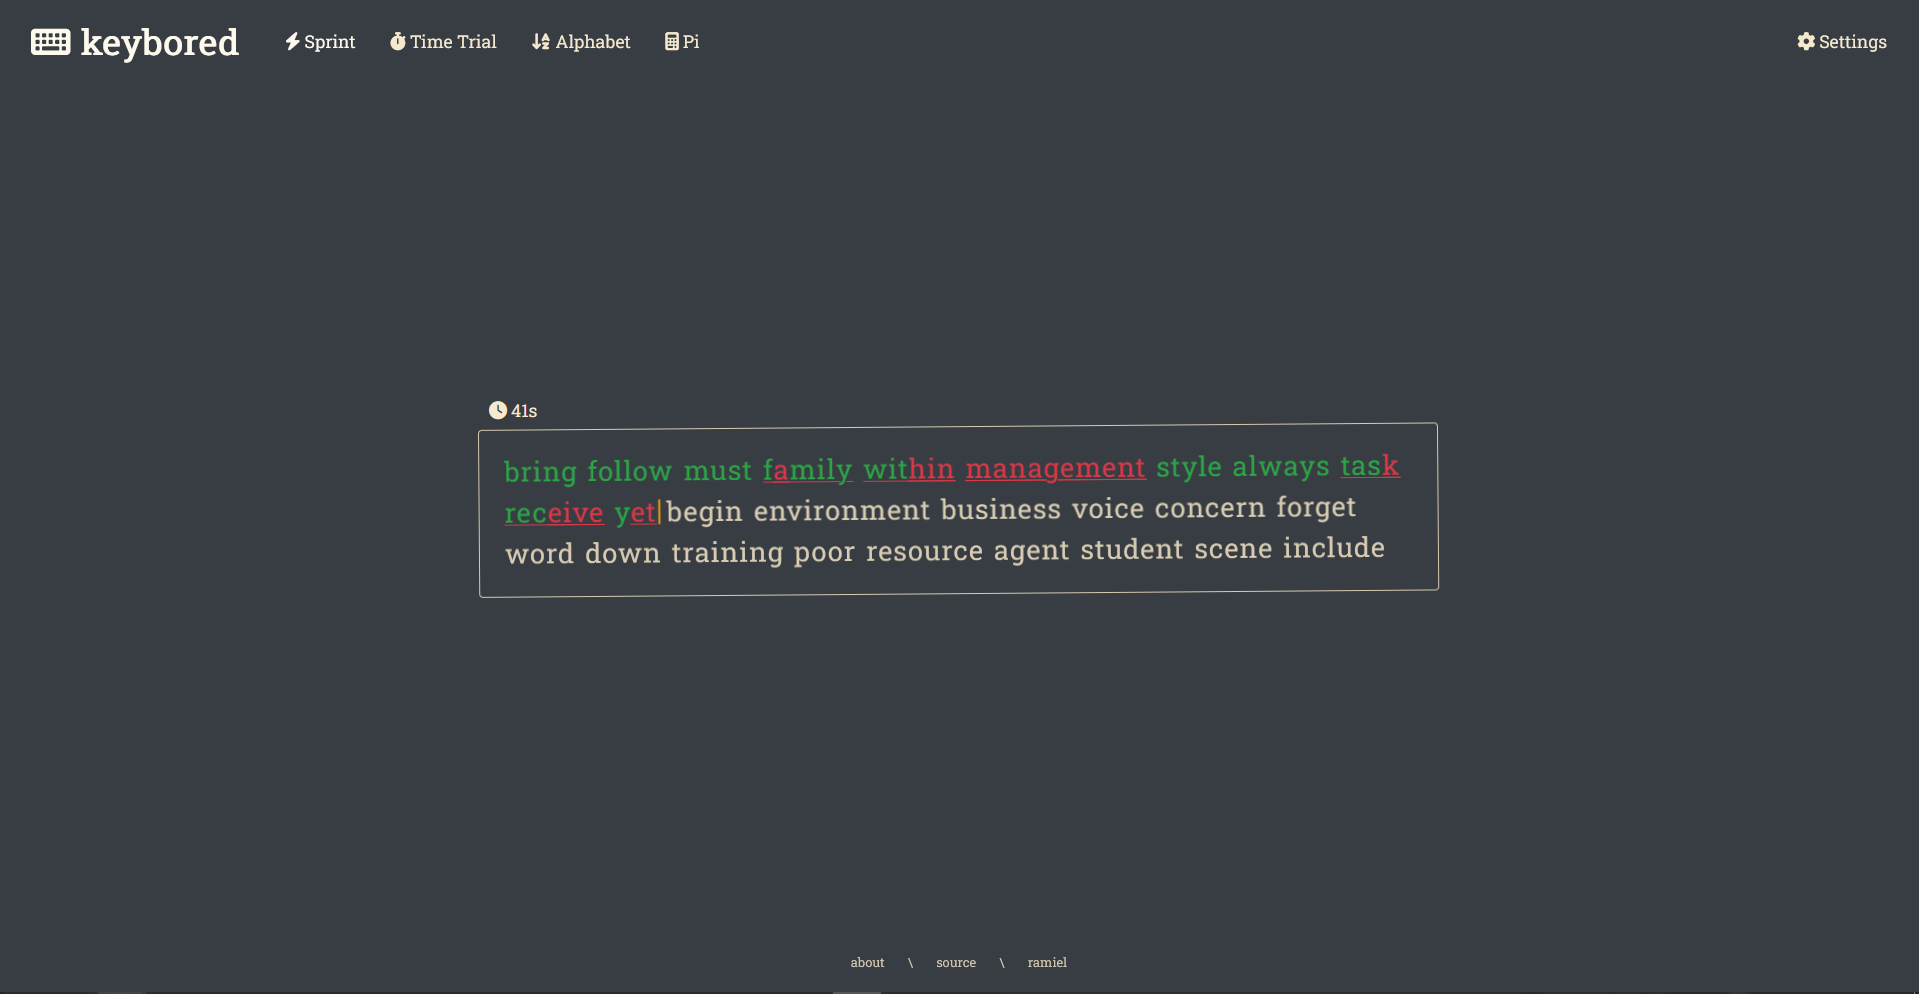 keybored
Sprint
Time Trial
Alphabet
Pi
Settings
41s
bring follow must family within management style always task
receive yet begin environment business voice concern forget
word down training poor resource agent student scene include
about \ source \ ramiel